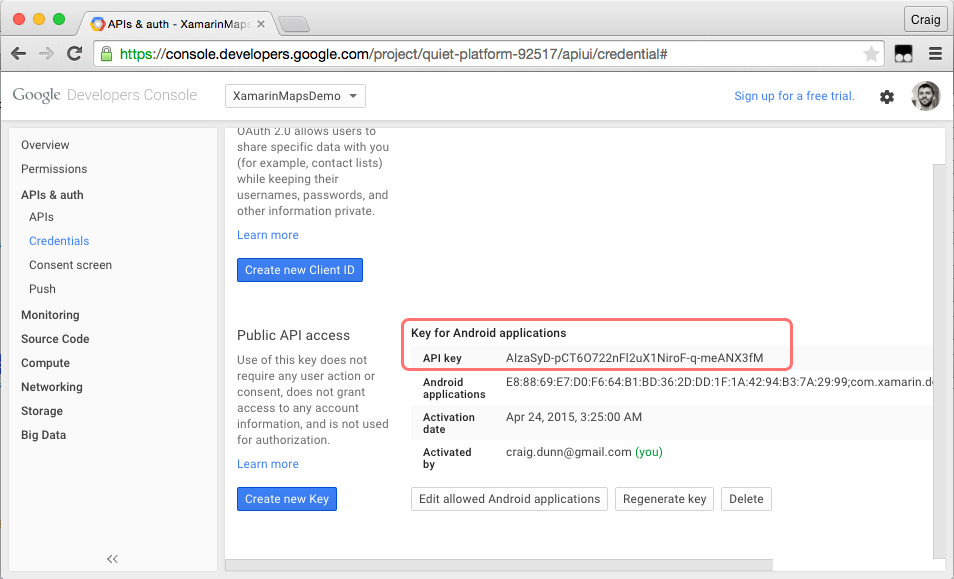 APIs & auth - XamarinMaps
Craig
https://console.developers.google.com/project/quiet-platform-92517/apiui/credential#
Google Developers Console
XamarinMapsDemo
Sign up for a free trial.
Overview
Permissions
APIs & auth
APIs
Credentials
Consent screen
Push
Monitoring
Source Code
Compute
Networking
Storage
Big Data
OAuth 2.0 allows users to
share specific data with you
(for example, contact lists)
while keeping their
usernames, passwords, and
other information private.
Learn more
Create new Client ID
Public API access
Use of this key does not
require any user action or
consent, does not grant
access to any account
information, and is not used
for authorization.
Learn more
Create new Key
Key for Android applications
API key AIzaSyD-pCT6O722nFl2uX1NiroF-q-meANX3fM
Android
applications E8:88:69:E7:D0:F6:64:B1:BD:36:2D:DD:1F:1A:42:94:B3:7A:29:99;com.xamarin.d
Activation
date Apr 24, 2015, 3:25:00 AM
Activated
by craig.dunn@gmail.com (you)
Edit allowed Android applications
Regenerate key
Delete